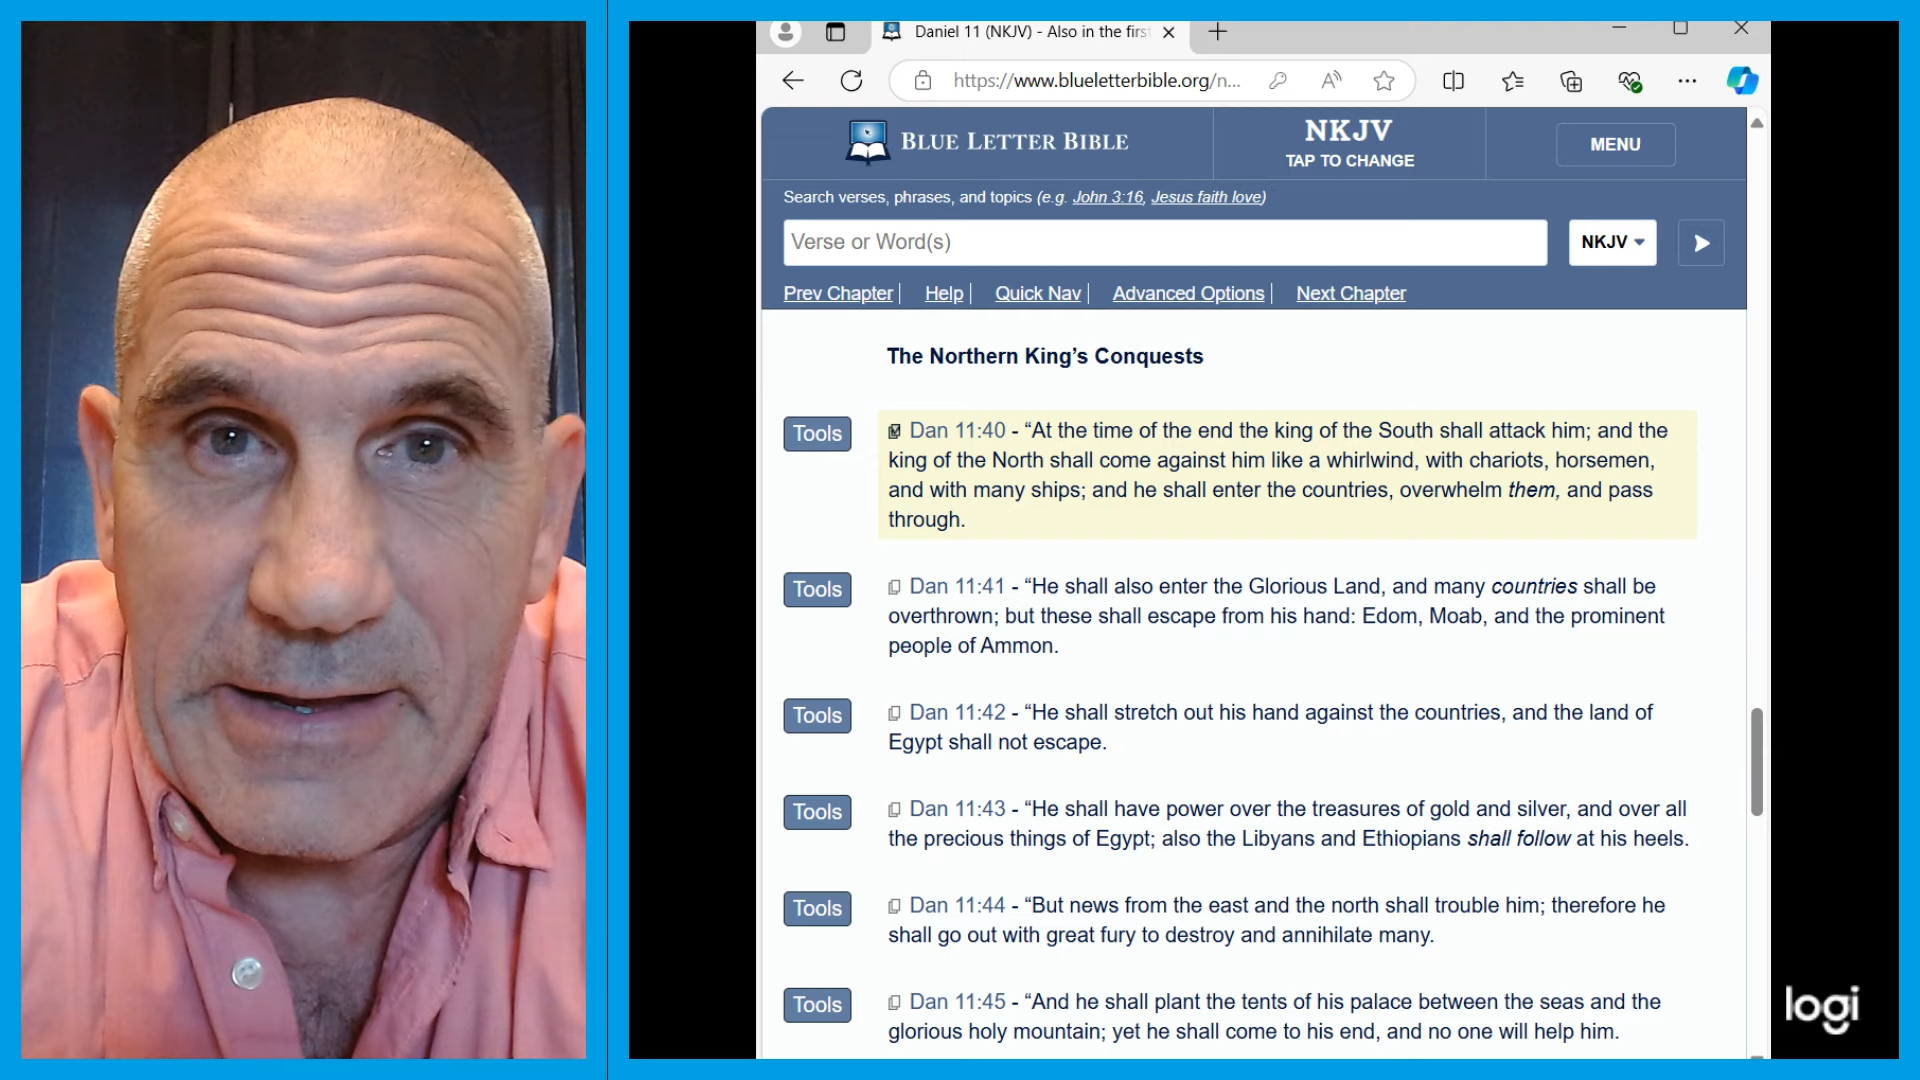 Daniel 11 (NKJV) - Also in the firs
https://www.blueletterbible.org/n...
BLUE LETTER BIBLE
NKJV
TAP TO CHANGE
MENU
Search verses, phrases, and topics (e.g. John 3:16, Jesus faith love)
Verse or Word(s)
NKJV
Prev Chapter | Help | Quick Nav | Advanced Options | Next Chapter
The Northern King's Conquests
Tools
Dan 11:40 - “At the time of the end the king of the South shall attack him; and the
king of the North shall come against him like a whirlwind, with chariots, horsemen,
and with many ships; and he shall enter the countries, overwhelm them, and pass
through.
Tools
Dan 11:41 - “He shall also enter the Glorious Land, and many countries shall be
overthrown; but these shall escape from his hand: Edom, Moab, and the prominent
people of Ammon.
Tools
Dan 11:42 - “He shall stretch out his hand against the countries, and the land of
Egypt shall not escape.
Tools
Dan 11:43 - “He shall have power over the treasures of gold and silver, and over all
the precious things of Egypt; also the Libyans and Ethiopians shall follow at his heels.
Tools
Dan 11:44 - “But news from the east and the north shall trouble him; therefore he
shall go out with great fury to destroy and annihilate many.
Tools
Dan 11:45 - “And he shall plant the tents of his palace between the seas and the
glorious holy mountain; yet he shall come to his end, and no one will help him.
logi